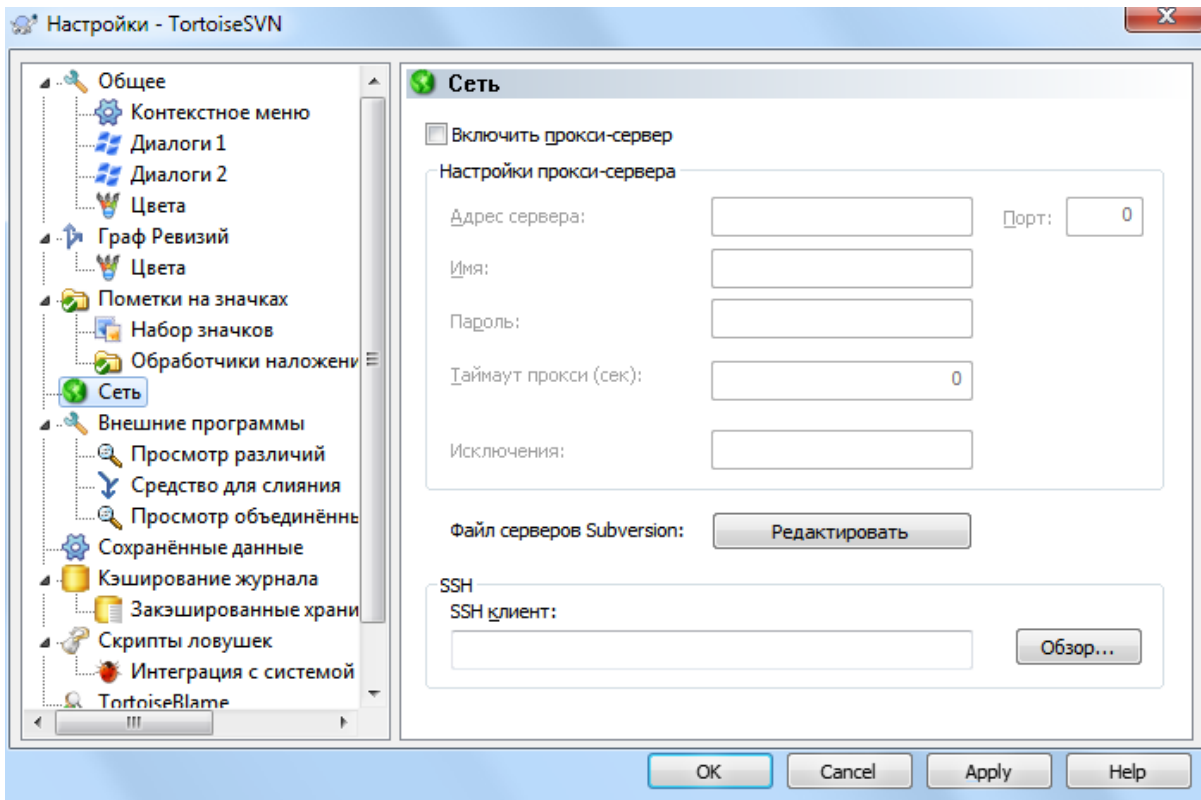 Настройки - TortoiseSVN
Общее
Контекстное меню
Диалоги 1
Диалоги 2
Цвета
Граф Ревизий
Цвета
Пометки на значках
Набор значков
Обработчики наложени
Сеть
Внешние программы
Просмотр различий
Средство для слияния
Просмотр объединённь
Сохранённые данные
Кэширование журнала
Закэшированные храни
Скрипты ловушек
Интеграция с системой
TortoiseBlame
Сеть
Включить прокси-сервер
Настройки прокси-сервера
Адрес сервера:
Порт: 0
Имя:
Пароль:
Таймаут прокси (сек): 0
Исключения:
Файл серверов Subversion: Редактировать
SSH
SSH клиент:
Обзор...
OK Cancel Apply Help